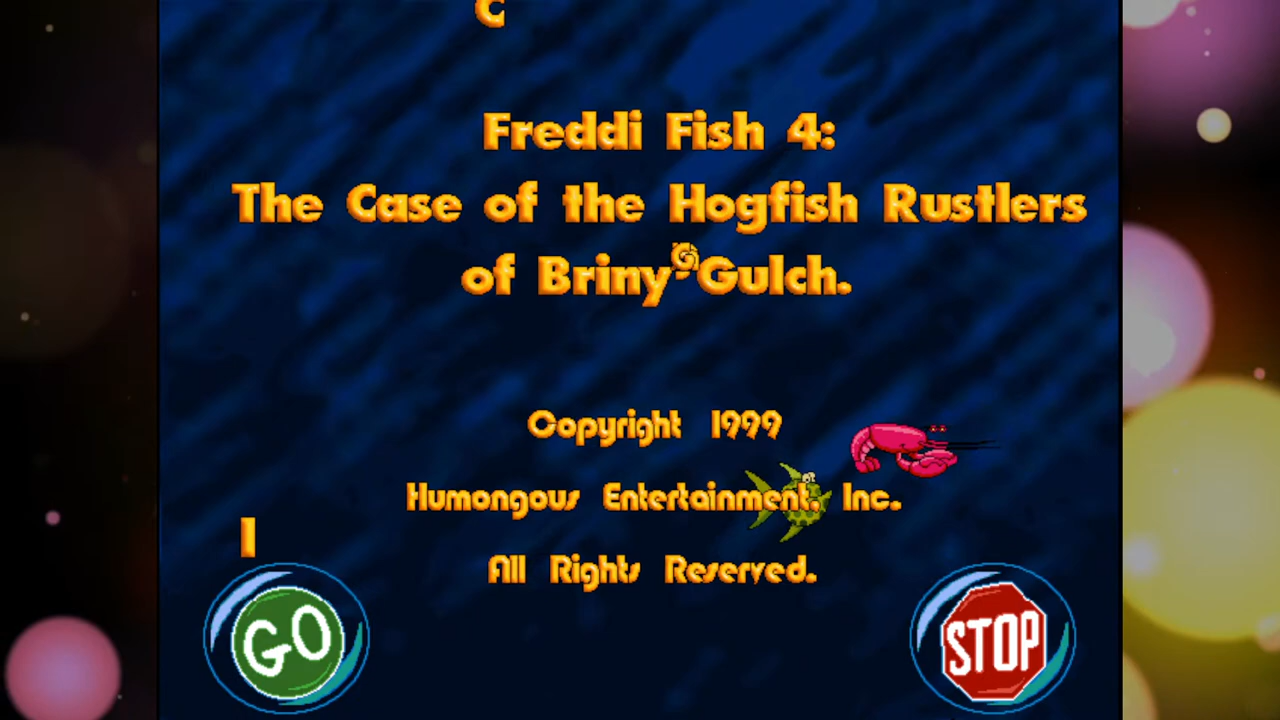 C
Freddi Fish 4:
The Case of the Hogfish Rustlers
of Briny Gulch.
Copyright 1999
Humongous Entertainment, Inc.
I
All Rights Reserved.
GO
STOP